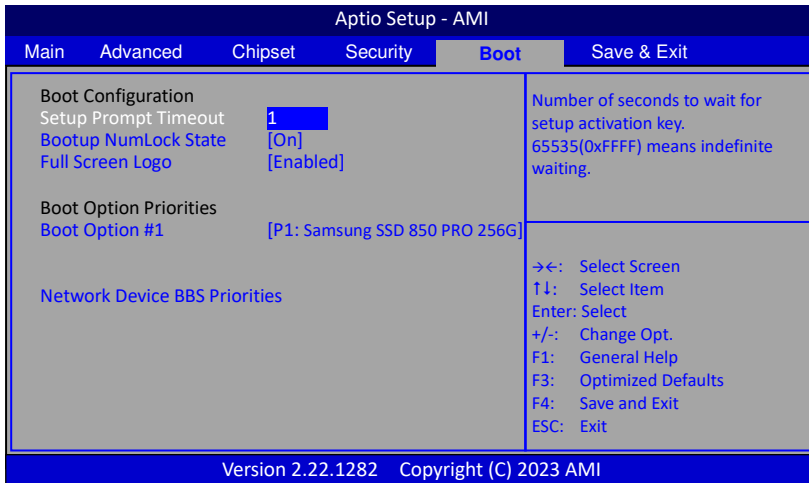 Aptio Setup - AMI
Main Advanced Chipset Security Boot Save & Exit
Boot Configuration
Setup Prompt Timeout 1
Bootup NumLock State [On]
Full Screen Logo [Enabled]
Boot Option Priorities
Boot Option #1 [P1: Samsung SSD 850 PRO 256G]
Network Device BBS Priorities
Number of seconds to wait for
setup activation key.
65535(0xFFFF) means indefinite
waiting.
→←: Select Screen
↑↓: Select Item
Enter: Select
+/-: Change Opt.
F1: General Help
F3: Optimized Defaults
F4: Save and Exit
ESC: Exit
Version 2.22.1282 Copyright (C) 2023 AMI